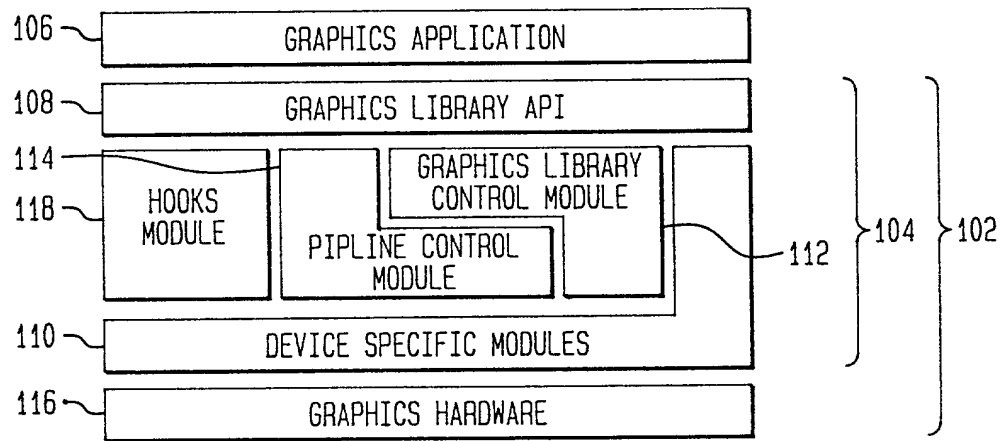 106
GRAPHICS APPLICATION
108
GRAPHICS LIBRARY API
114
GRAPHICS LIBRARY
CONTROL MODULE
118
HOOKS
MODULE
PIPLINE CONTROL
MODULE
112
104
102
110
DEVICE SPECIFIC MODULES
116
GRAPHICS HARDWARE